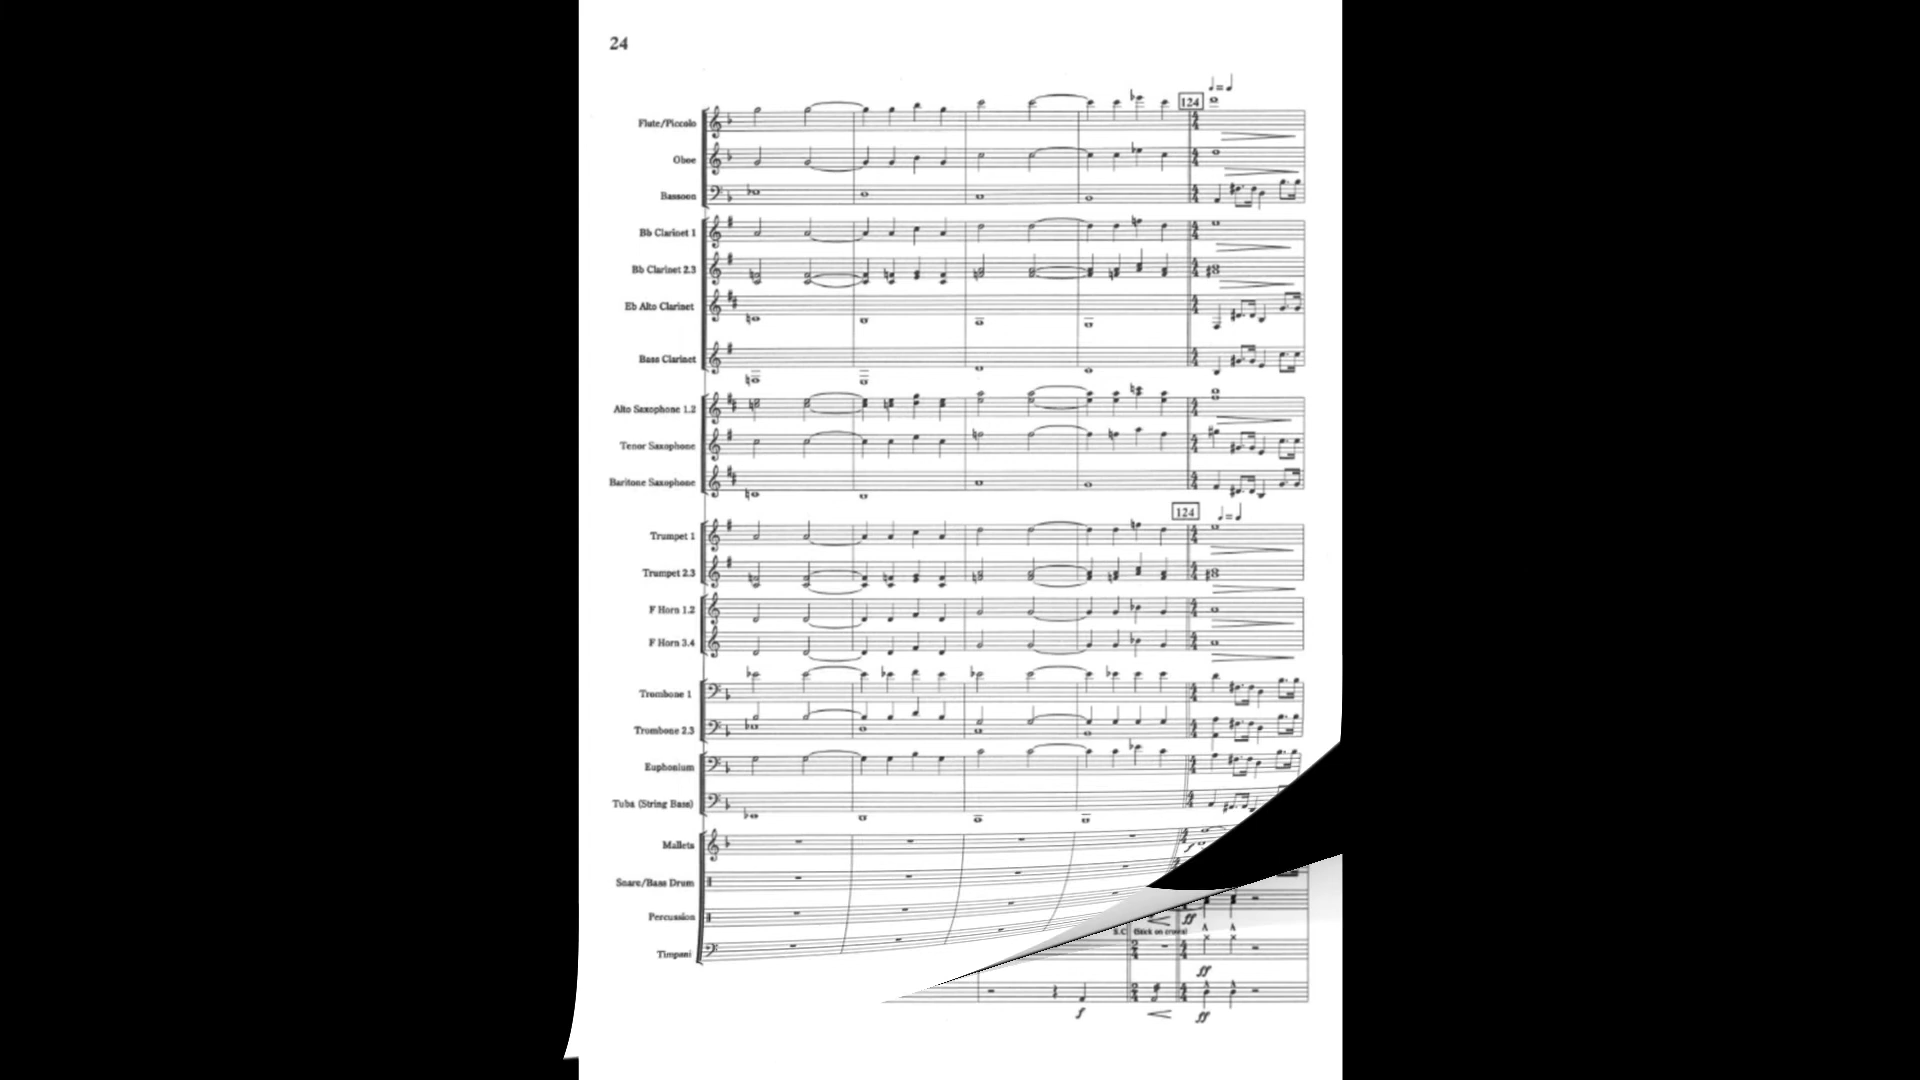 24
124
Flute/Piccolo
Oboe
Bassoon
Bb Clarinet 1
Bb Clarinet 2.3
Eb Alto Clarinet
Bass Clarinet
Alto Saxophone 1.2
Tenor Saxophone
Baritone Saxophone
124
Trumpet 1
Trumpet 2.3
F Horn 1.2
F Horn 3.4
Trombone 1
Trombone 2.3
Euphonium
Tuba (String Bass)
Mallets
f
Snare/Bass Drum
Percussion
ff
S.C (Stick on crown)
Timpani
ff
f
ff